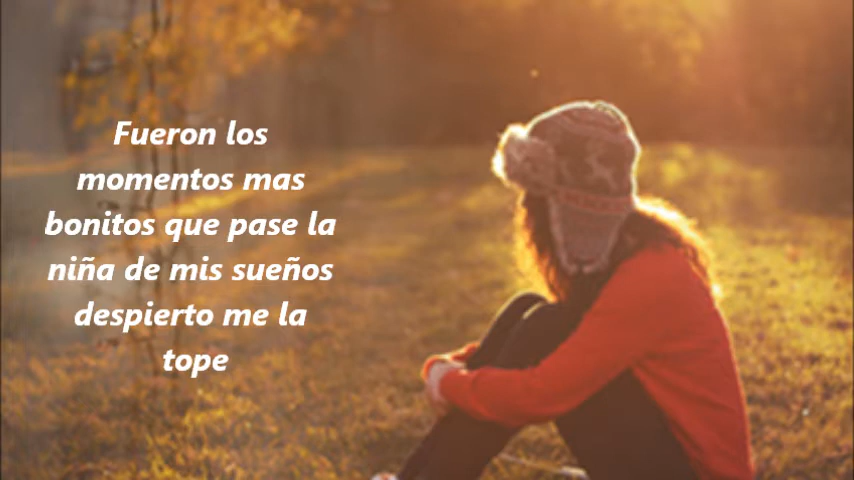 Fueron los
momentos mas
bonitos que pase la
niña de mis sueños
despierto me la
tope